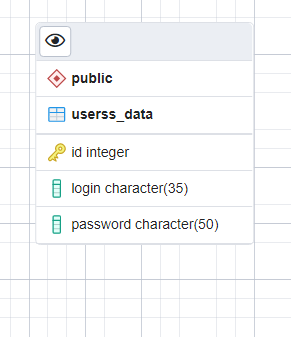 public
userss_data
id integer
login character(35)
password character(50)